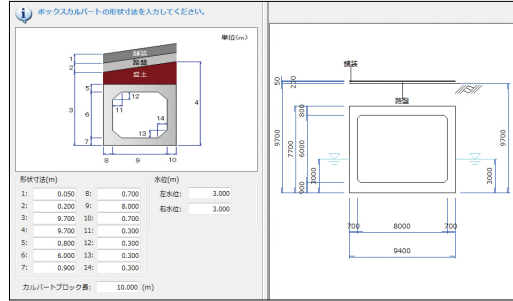 ボックスカルバートの形状寸法を入力してください。
単位(m)
舗装
路盤
盛土
1
2
3
4
5
6
7
8 9 10
11
12
13
14
形状寸法(m)
水位(m)
1: 0.050 8: 0.700 左水位: 3.000
2: 0.200 9: 8.000 右水位: 3.000
3: 9.700 10: 0.700
4: 9.700 11: 0.300
5: 0.800 12: 0.300
6: 6.000 13: 0.300
7: 0.900 14: 0.300
カルバートブロック長: 10.000 (m)
舗装
路盤
50
200
9700
7700
800
6000
900
3000
3000
9700
700 8000 700
9400